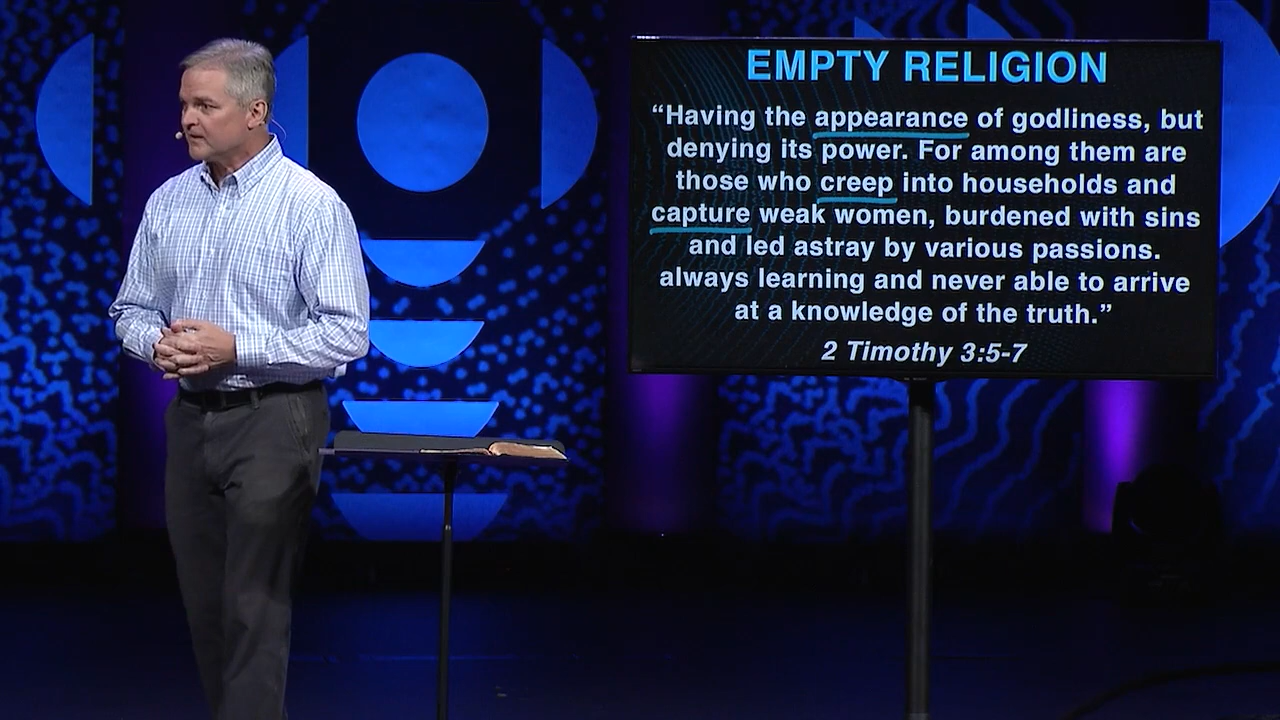 EMPTY RELIGION
“Having the appearance of godliness, but
denying its power. For among them are
those who creep into households and
capture weak women, burdened with sins
and led astray by various passions.
always learning and never able to arrive
at a knowledge of the truth.”
2 Timothy 3:5-7